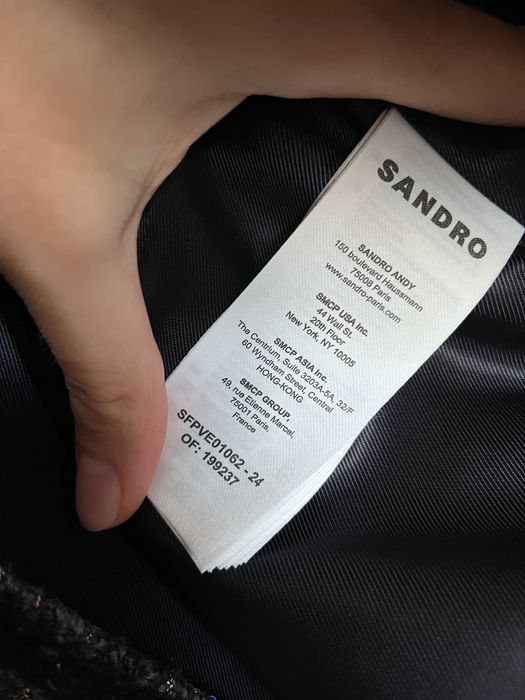 SANDRO
SANDRO ANDY
150 boulevard Haussmann
75008 Paris
www.sandro-paris.com
SMCP USA Inc.
44 Wall St.
20th Floor
New York, NY 10005
SMCP ASIA Inc.
The Centrium, Suite 3203A-5A, 32/F
60 Wyndham Street, Central
HONG-KONG
SMCP GROUP.
49, rue Etienne Marcel,
75001 Paris,
France
SFPVE01062 - 24
OF: 199237